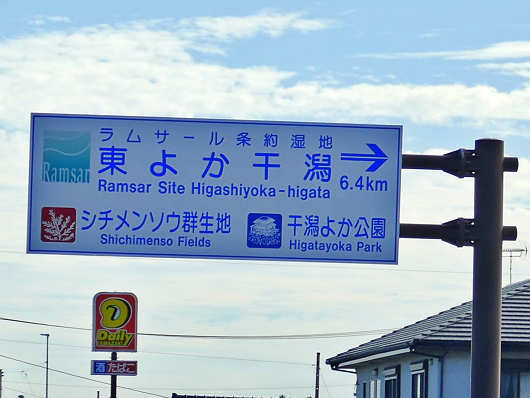 ラムサール条約湿地
Ramsar
東よか干潟
6.4km
Ramsar Site Higashiyoka-higata
シチメンソウ群生地
Shichimenso Fields
干潟よか公園
Higatayoka Park
Daily
酒 たばこ